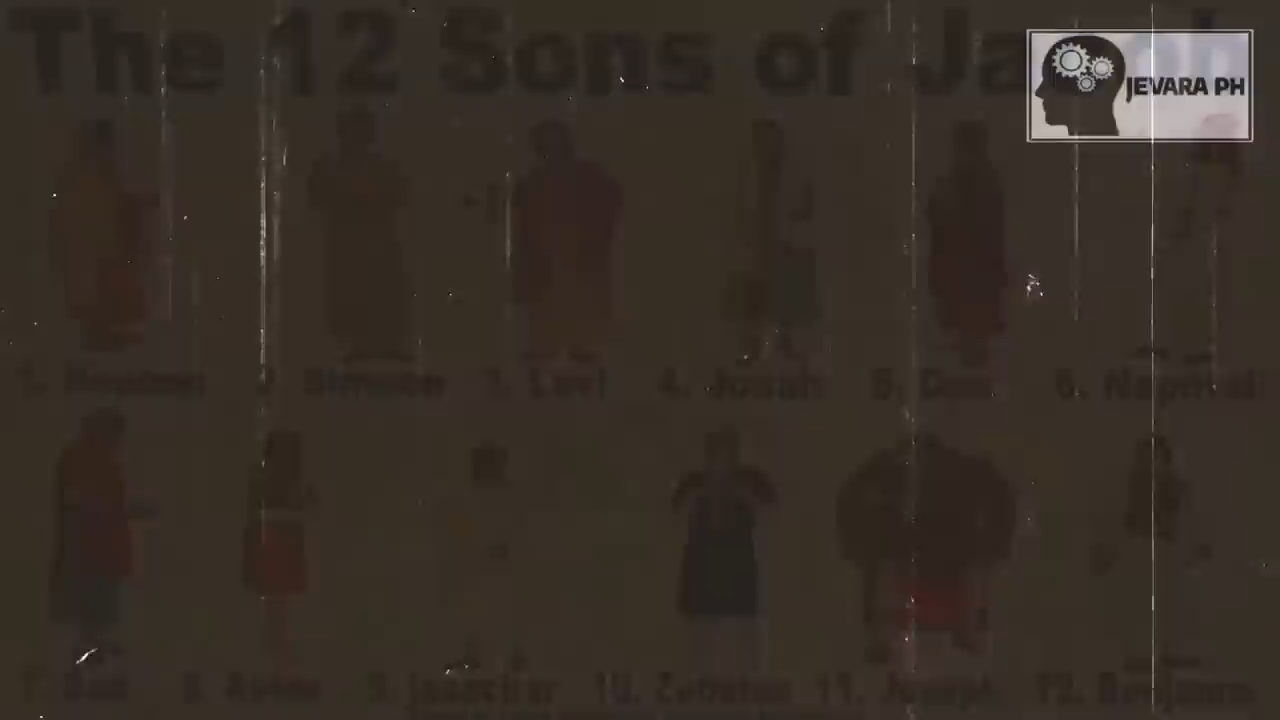 The 12 Sons of Ja
JEVARA PH
1. Reuben 2. Simeon 3. Levi 4. Judah 5. Dan 6. Naphtali
7. Gad 8. Asher 9. Issachar 10. Zebulun 11. Joseph 12. Benjamin